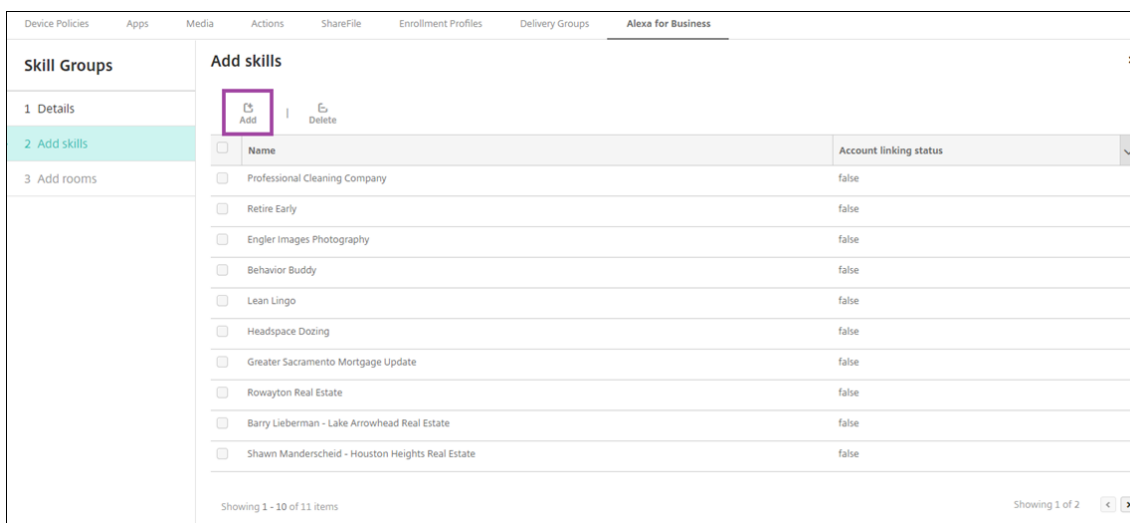 Device Policies Apps Media Actions ShareFile Enrollment Profiles Delivery Groups Alexa for Business
Skill Groups
1 Details
2 Add skills
3 Add rooms
Add skills
Add | Delete
Name Account linking status
Professional Cleaning Company false
Retire Early false
Engler Images Photography false
Behavior Buddy false
Lean Lingo false
Headspace Dozing false
Greater Sacramento Mortgage Update false
Rowayton Real Estate false
Barry Lieberman - Lake Arrowhead Real Estate false
Shawn Manderscheid - Houston Heights Real Estate false
Showing 1 - 10 of 11 items Showing 1 of 2